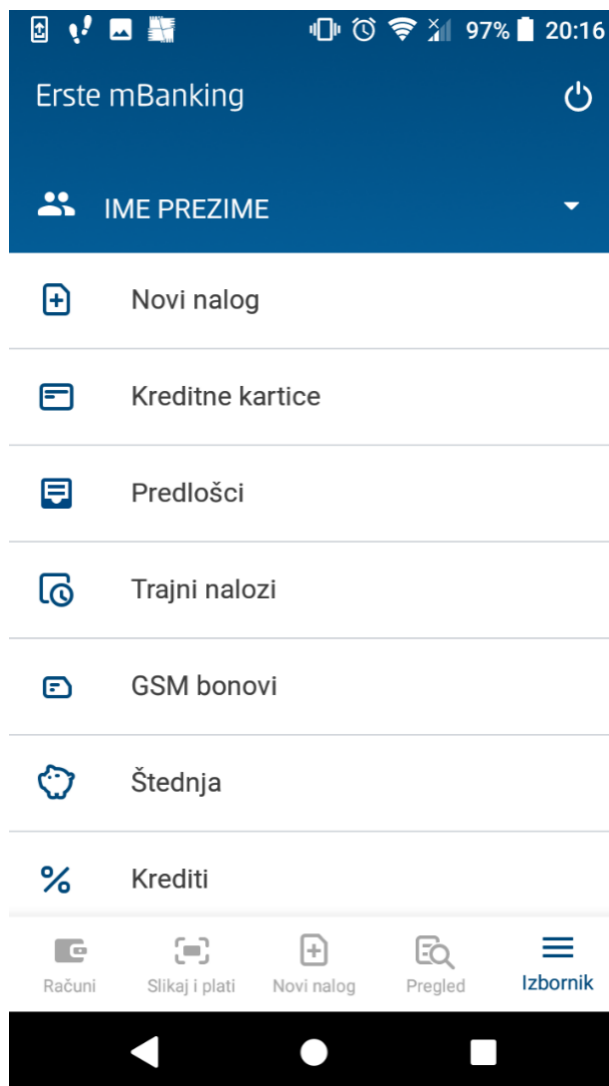 97% 20:16
Erste mBanking
IME PREZIME
Novi nalog
Kreditne kartice
Predlošci
Trajni nalozi
GSM bonovi
Štednja
Krediti
Računi Slikaj i plati Novi nalog Pregled Izbornik